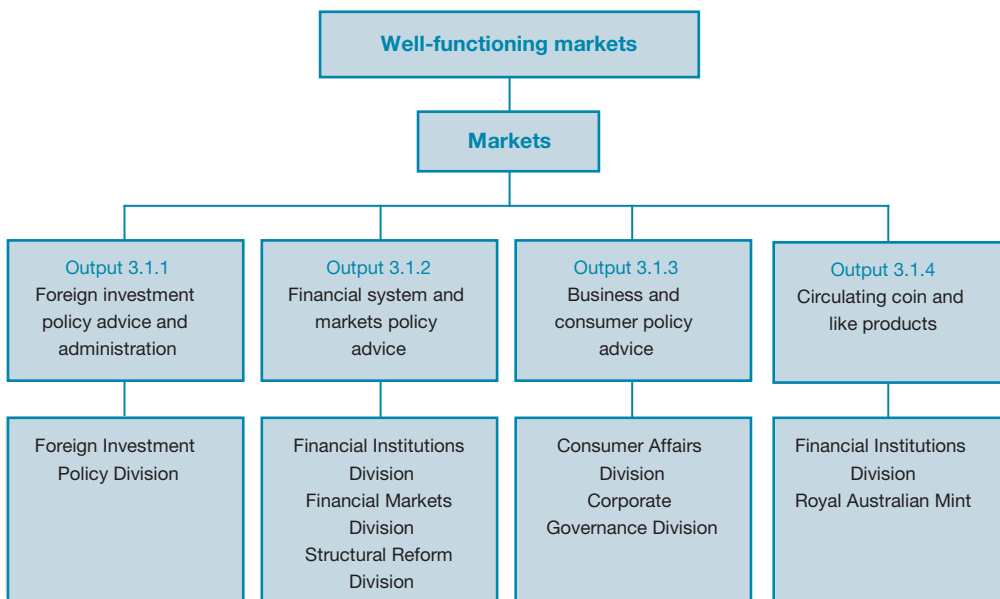 Well-functioning markets
Markets
Output 3.1.1
Foreign investment
policy advice and
administration
Output 3.1.2
Financial system and
markets policy
advice
Output 3.1.3
Business and
consumer policy
advice
Output 3.1.4
Circulating coin and
like products
Foreign Investment
Policy Division
Financial Institutions
Division
Financial Markets
Division
Structural Reform
Division
Consumer Affairs
Division
Corporate
Governance Division
Financial Institutions
Division
Royal Australian Mint